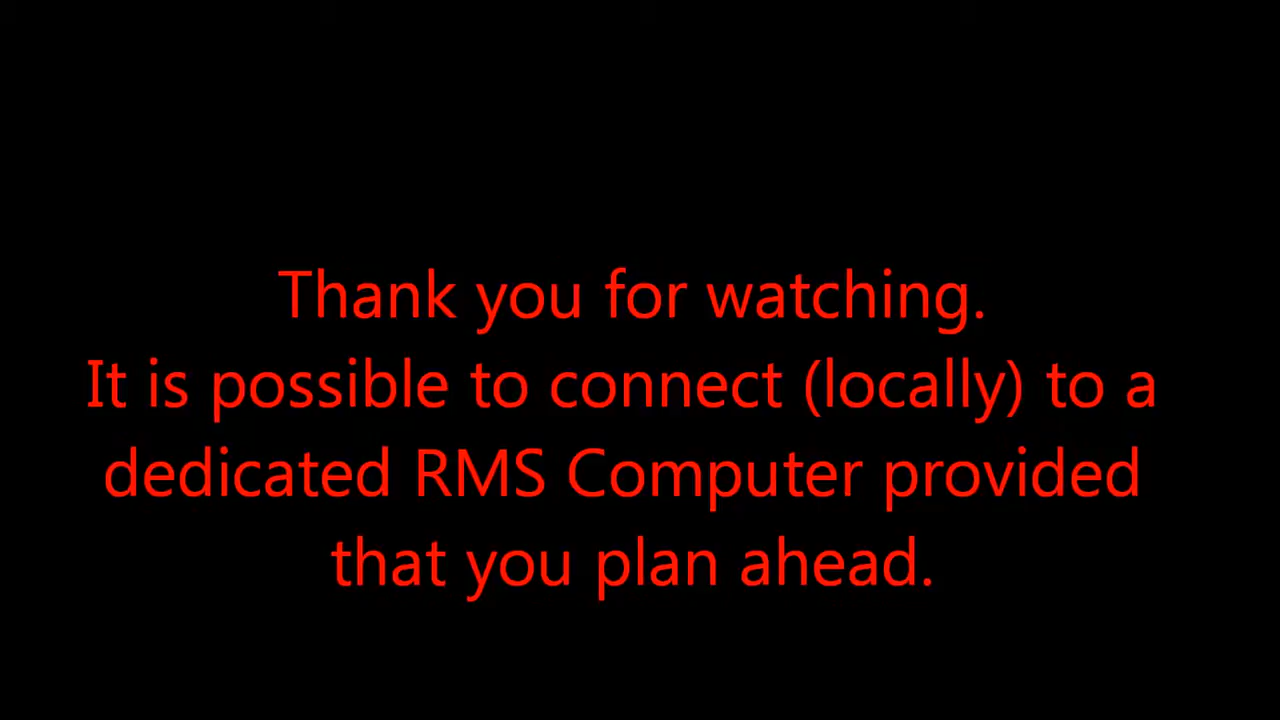 Thank you for watching.
It is possible to connect (locally) to a
dedicated RMS Computer provided
that you plan ahead.